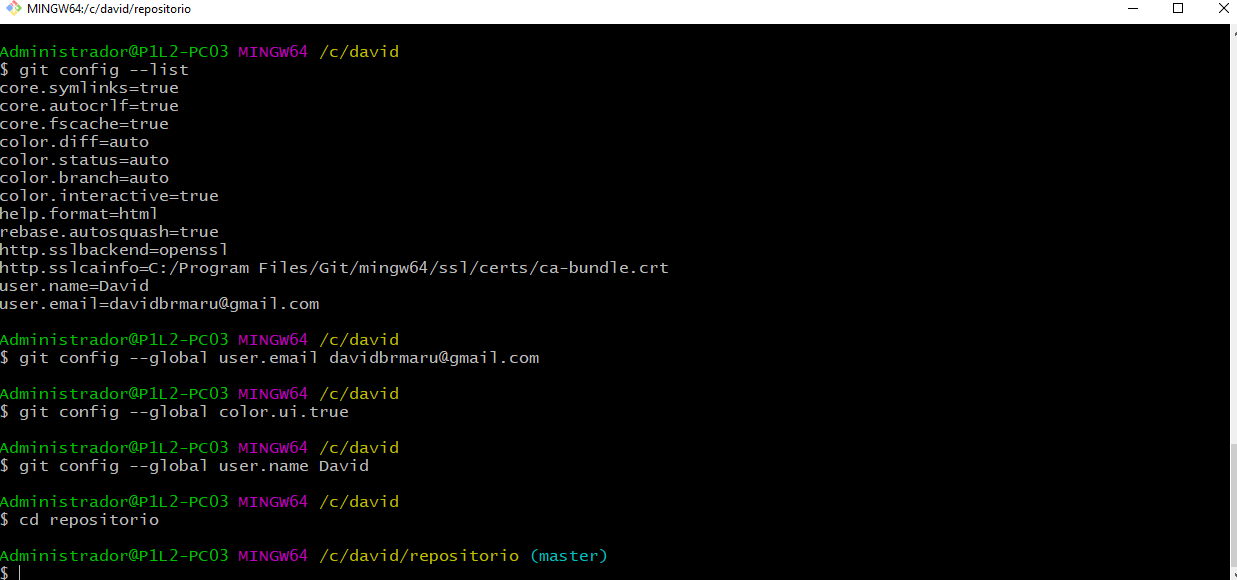 MINGW64:/c/david/repositorio
Administrador@P1L2-PC03 MINGW64 /c/david
$ git config --list
core.symlinks=true
core.autocrlf=true
core.fscache=true
color.diff=auto
color.status=auto
color.branch=auto
color.interactive=true
help.format=html
rebase.autosquash=true
http.sslbackend=openssl
http.sslcainfo=C:/Program Files/Git/mingw64/ssl/certs/ca-bundle.crt
user.name=David
user.email=davidbrmaru@gmail.com
Administrador@P1L2-PC03 MINGW64 /c/david
$ git config --global user.email davidbrmaru@gmail.com
Administrador@P1L2-PC03 MINGW64 /c/david
$ git config --global color.ui.true
Administrador@P1L2-PC03 MINGW64 /c/david
$ git config --global user.name David
Administrador@P1L2-PC03 MINGW64 /c/david
$ cd repositorio
Administrador@P1L2-PC03 MINGW64 /c/david/repositorio (master)
$